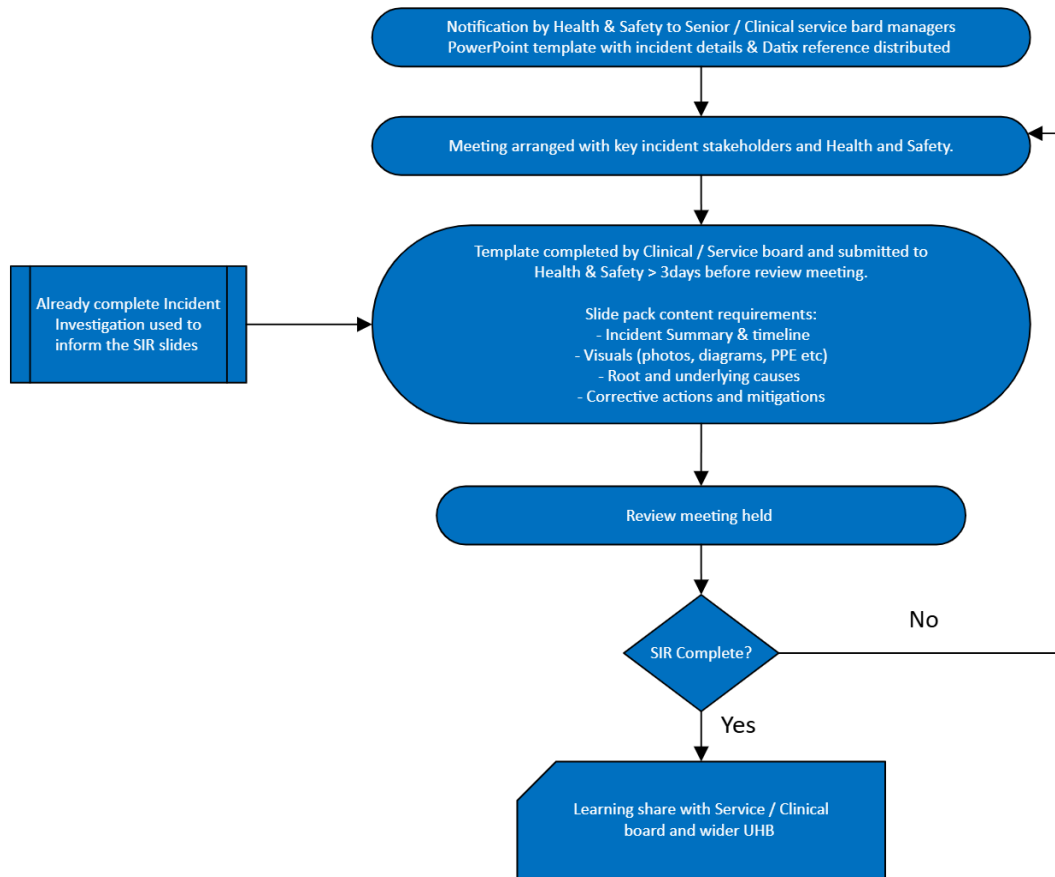 Notification by Health & Safety to Senior / Clinical service bard managers
PowerPoint template with incident details & Datix reference distributed
Meeting arranged with key incident stakeholders and Health and Safety.
Template completed by Clinical / Service board and submitted to
Health & Safety > 3days before review meeting.
Slide pack content requirements:
- Incident Summary & timeline
- Visuals (photos, diagrams, PPE etc)
- Root and underlying causes
- Corrective actions and mitigations
Already complete Incident
Investigation used to
inform the SIR slides
Review meeting held
SIR Complete?
No
Yes
Learning share with Service / Clinical
board and wider UHB